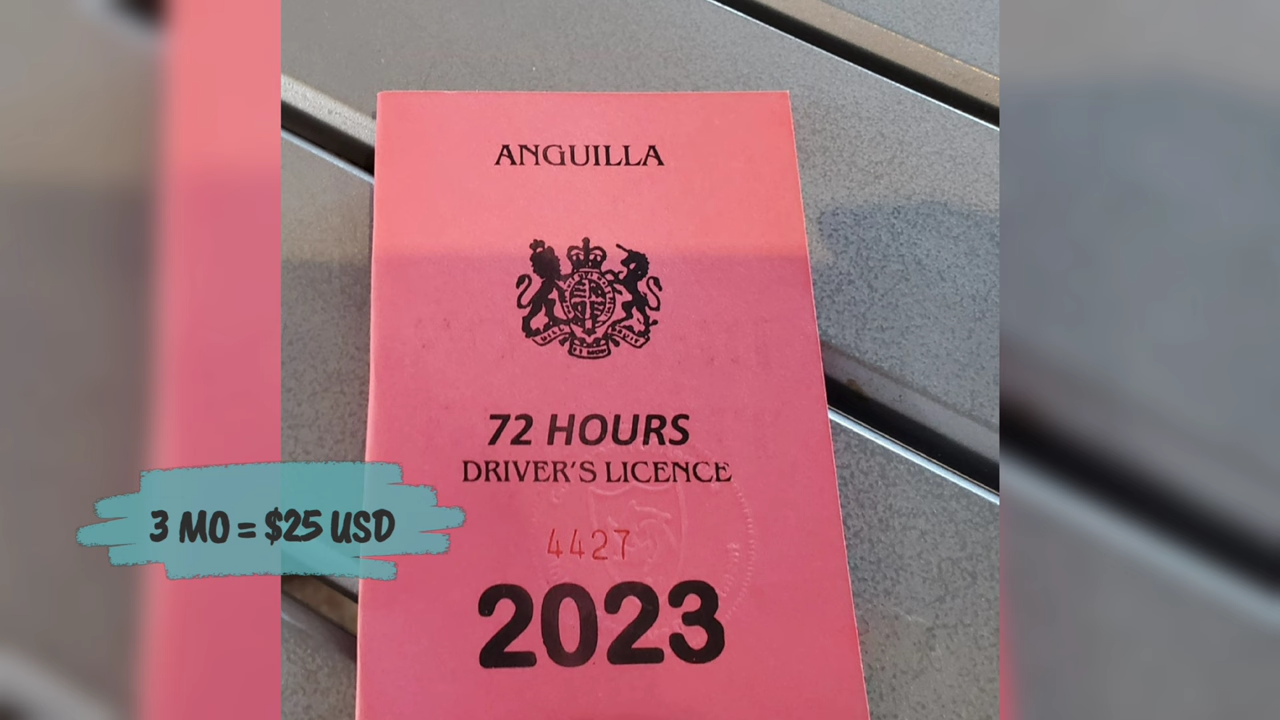 ANGUILLA
72 HOURS
DRIVER'S LICENCE
4427
2023
3 MO = $25 USD